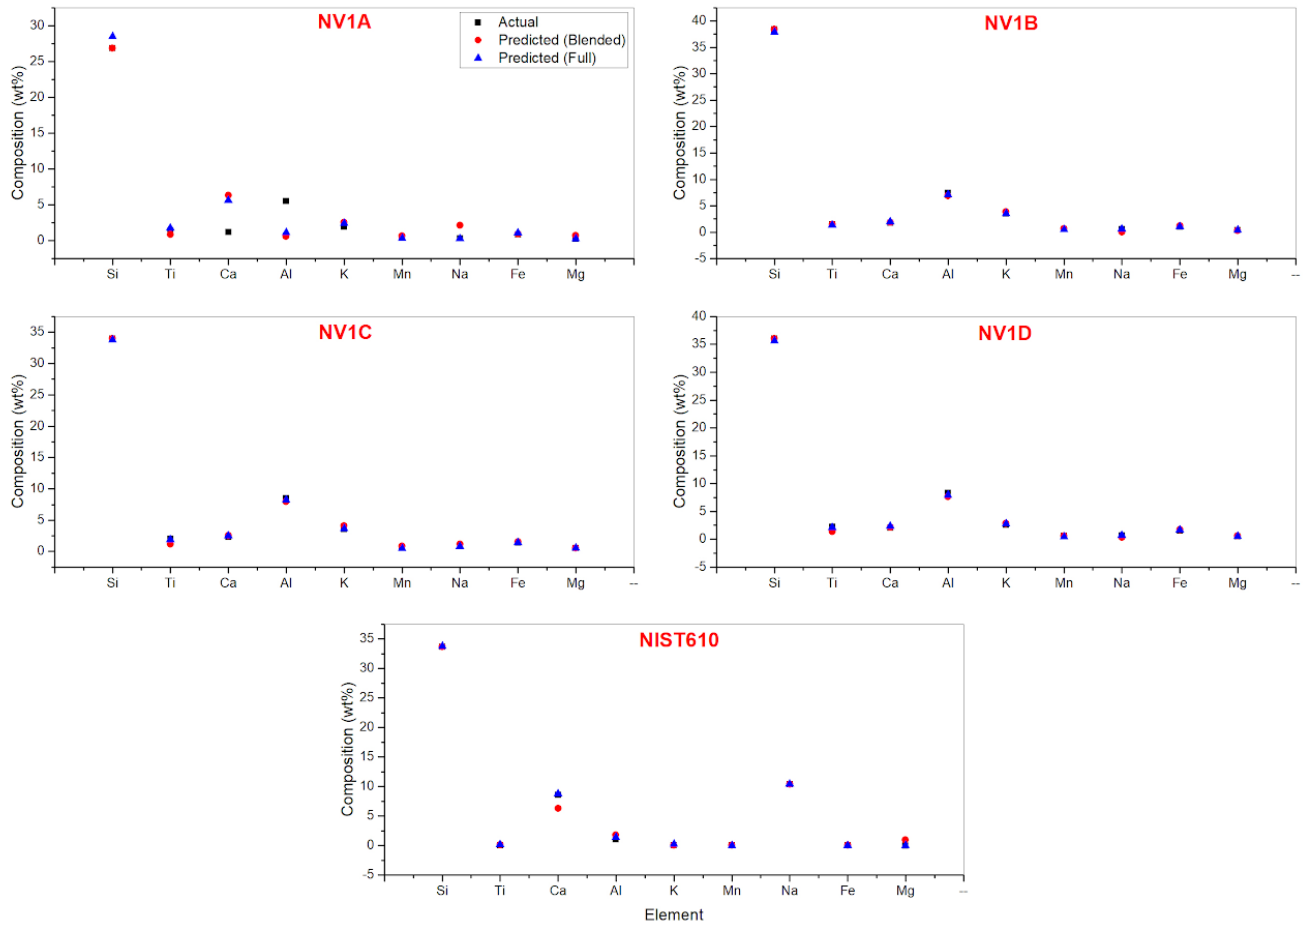 NV1A
Actual
Predicted (Blended)
Predicted (Full)
Composition (wt%)
30
25
20
15
10
5
0
Si Ti Ca Al K Mn Na Fe Mg
NV1B
Composition (wt%)
40
35
30
25
20
15
10
5
0
-5
Si Ti Ca Al K Mn Na Fe Mg --
NV1C
Composition (wt%)
35
30
25
20
15
10
5
0
Si Ti Ca Al K Mn Na Fe Mg --
NV1D
Composition (wt%)
40
35
30
25
20
15
10
5
0
-5
Si Ti Ca Al K Mn Na Fe Mg --
NIST610
Composition (wt%)
35
30
25
20
15
10
5
0
-5
Si Ti Ca Al K Mn Na Fe Mg --
Element